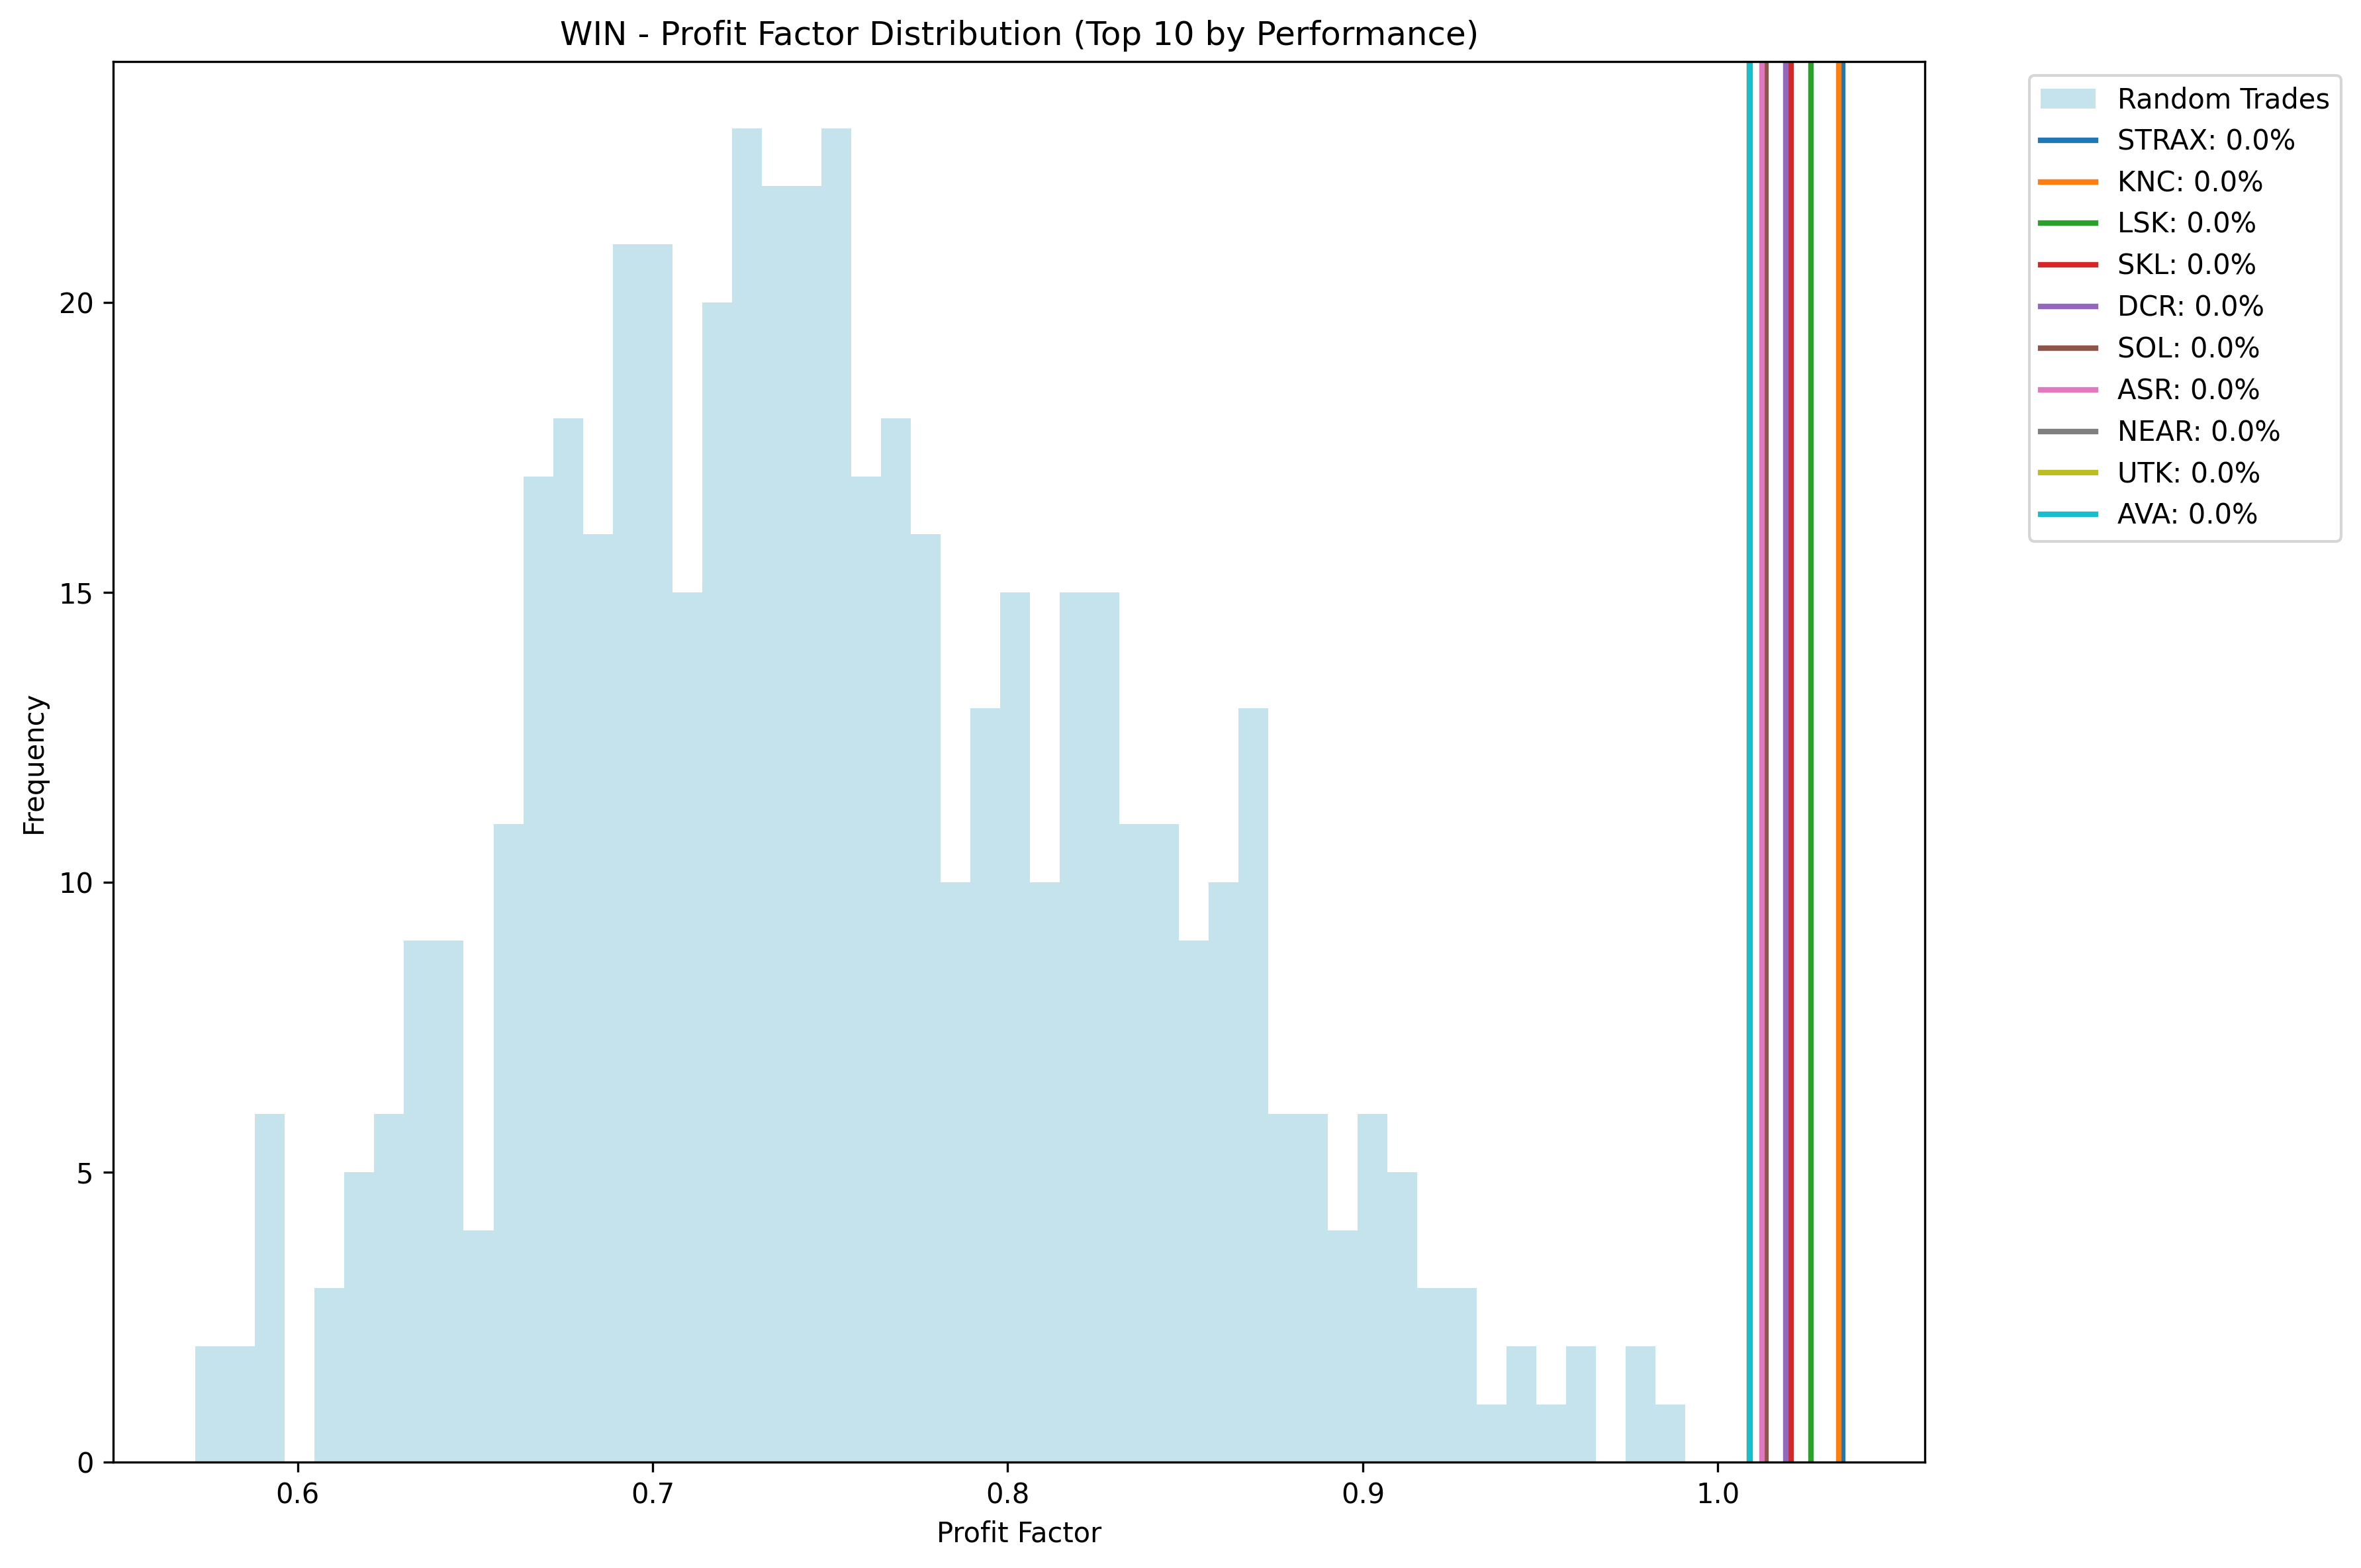 WIN - Profit Factor Distribution (Top 10 by Performance)
Random Trades
STRAX: 0.0%
KNC: 0.0%
LSK: 0.0%
SKL: 0.0%
DCR: 0.0%
SOL: 0.0%
ASR: 0.0%
NEAR: 0.0%
UTK: 0.0%
AVA: 0.0%
Frequency
20
15
10
5
0
0.6
0.7
0.8
0.9
1.0
Profit Factor